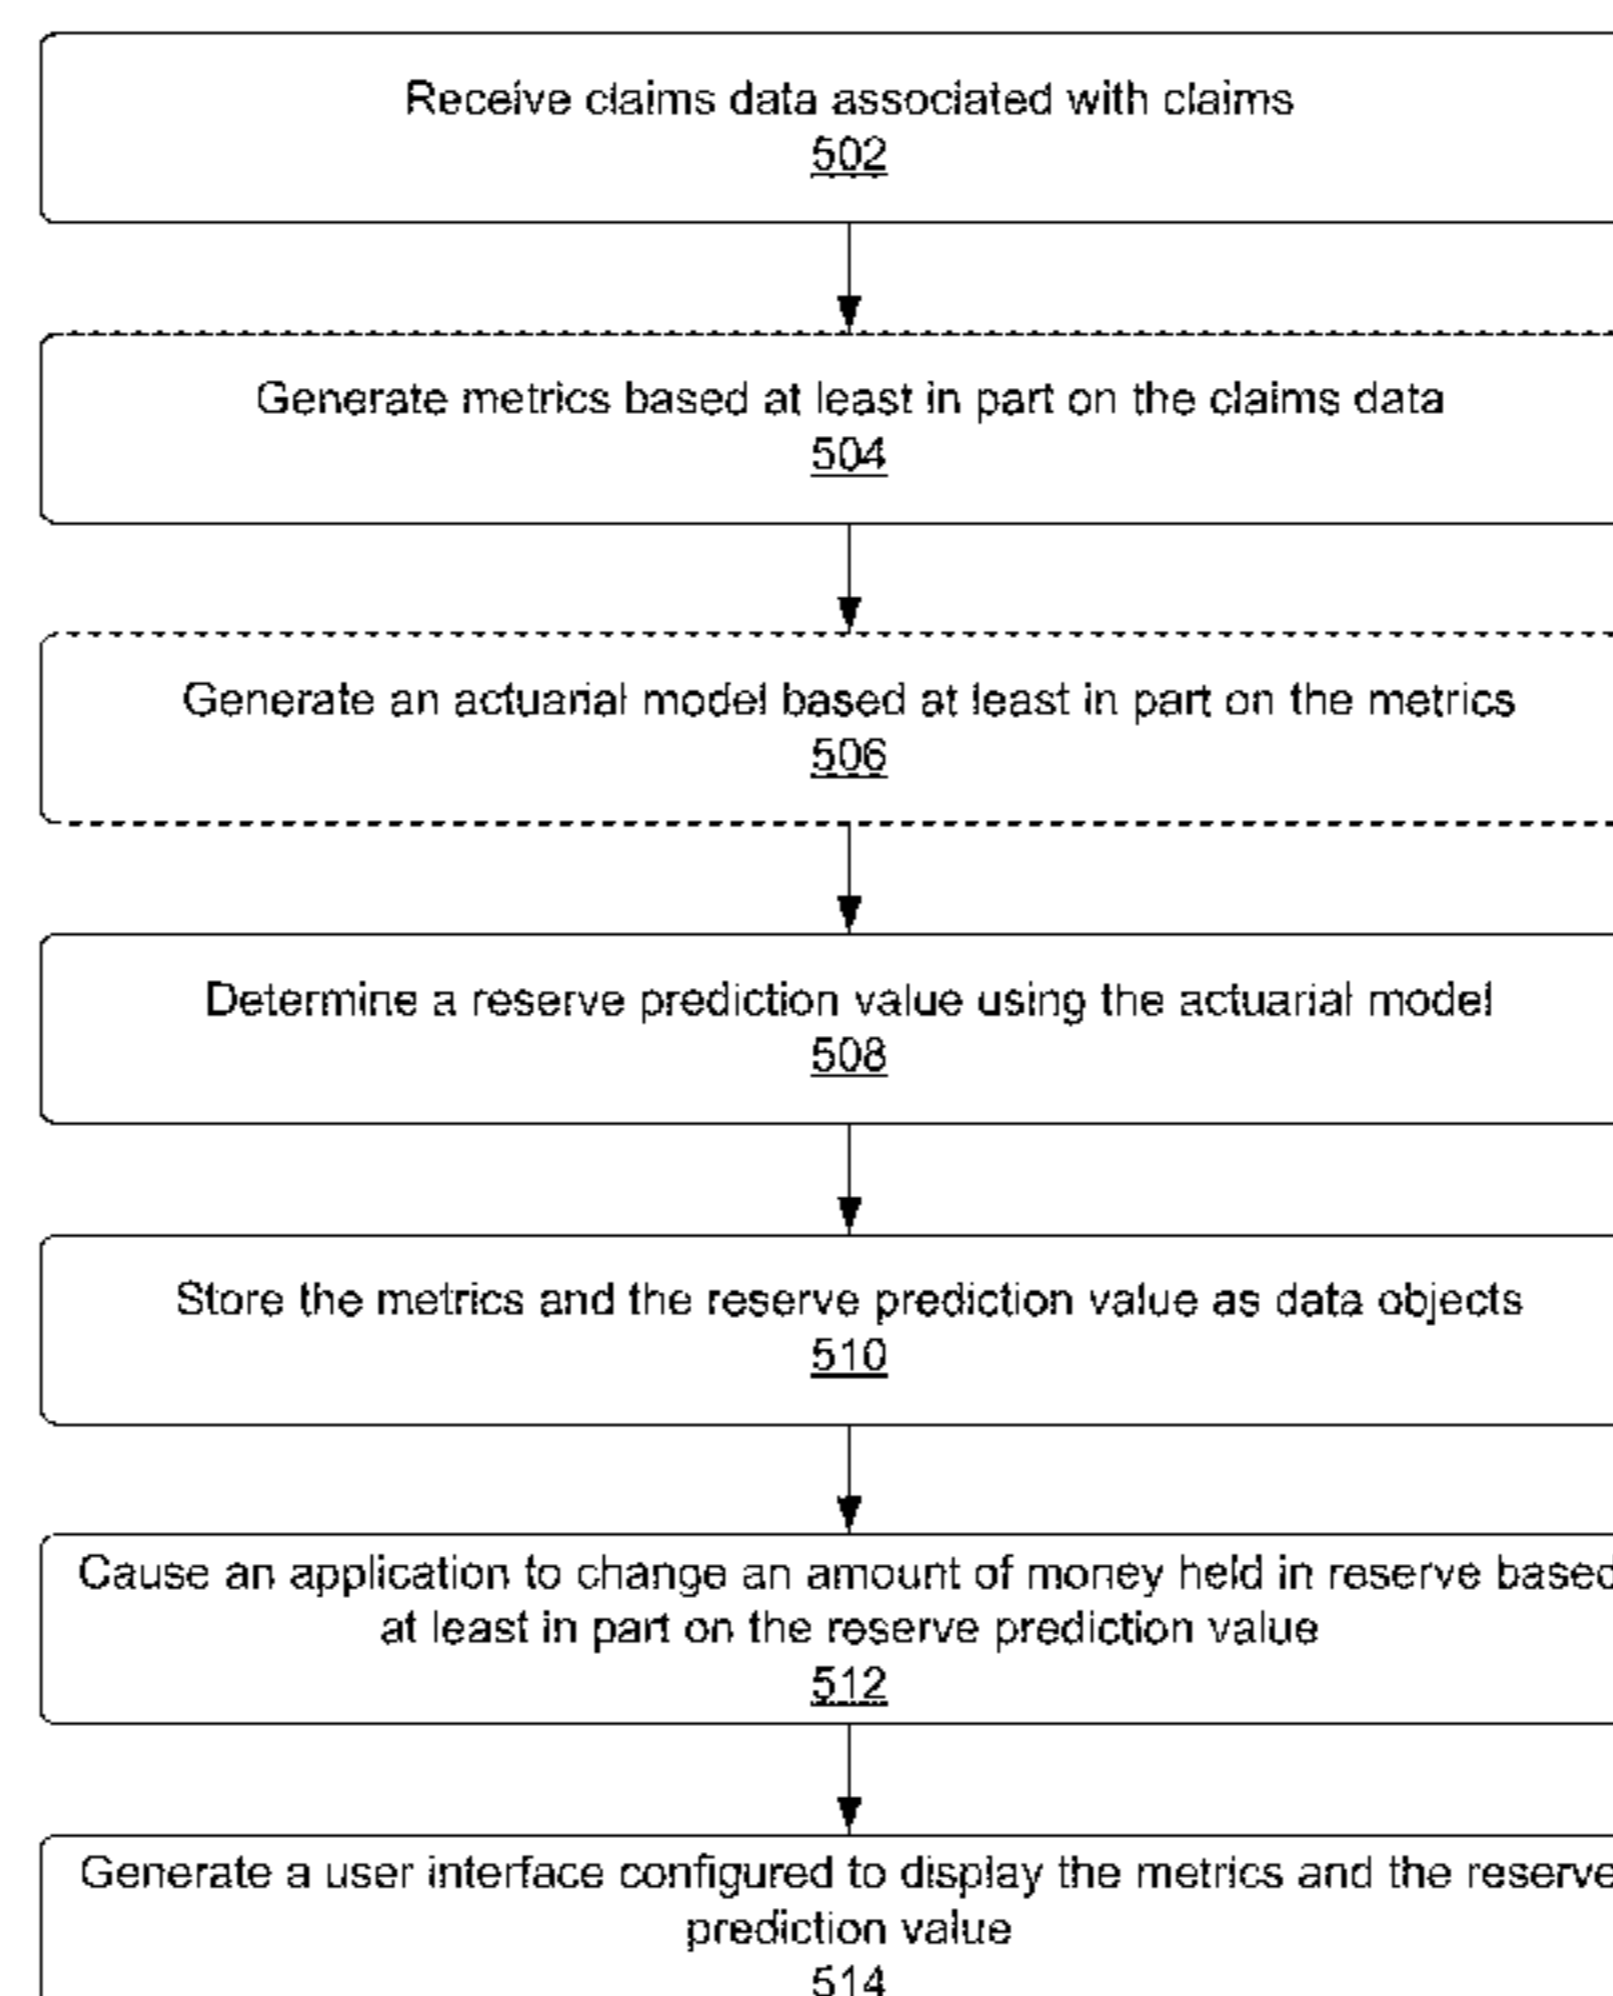 Receive claims data associated with claims
502
Generate metrics based at least in part on the claims data
504
Generate an actuarial model based at least in part on the metrics
506
Determine a reserve prediction value using the actuarial model
508
Store the metrics and the reserve prediction value as data objects
510
Cause an application to change an amount of money held in reserve based
at least in part on the reserve prediction value
512
Generate a user interface configured to display the metrics and the reserve
prediction value
514